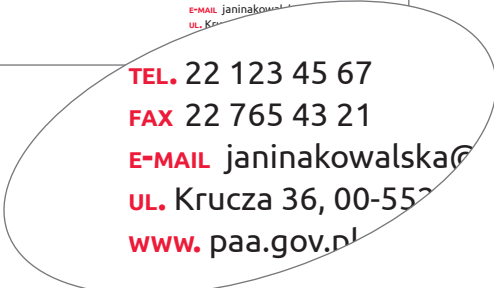 E-MAIL janinakowal
UL.
TEL. 22 123 45 67
FAX 22 765 43 21
E-MAIL janinakowalska@
UL. Krucza 36, 00-55
WWW. paa.gov.pl